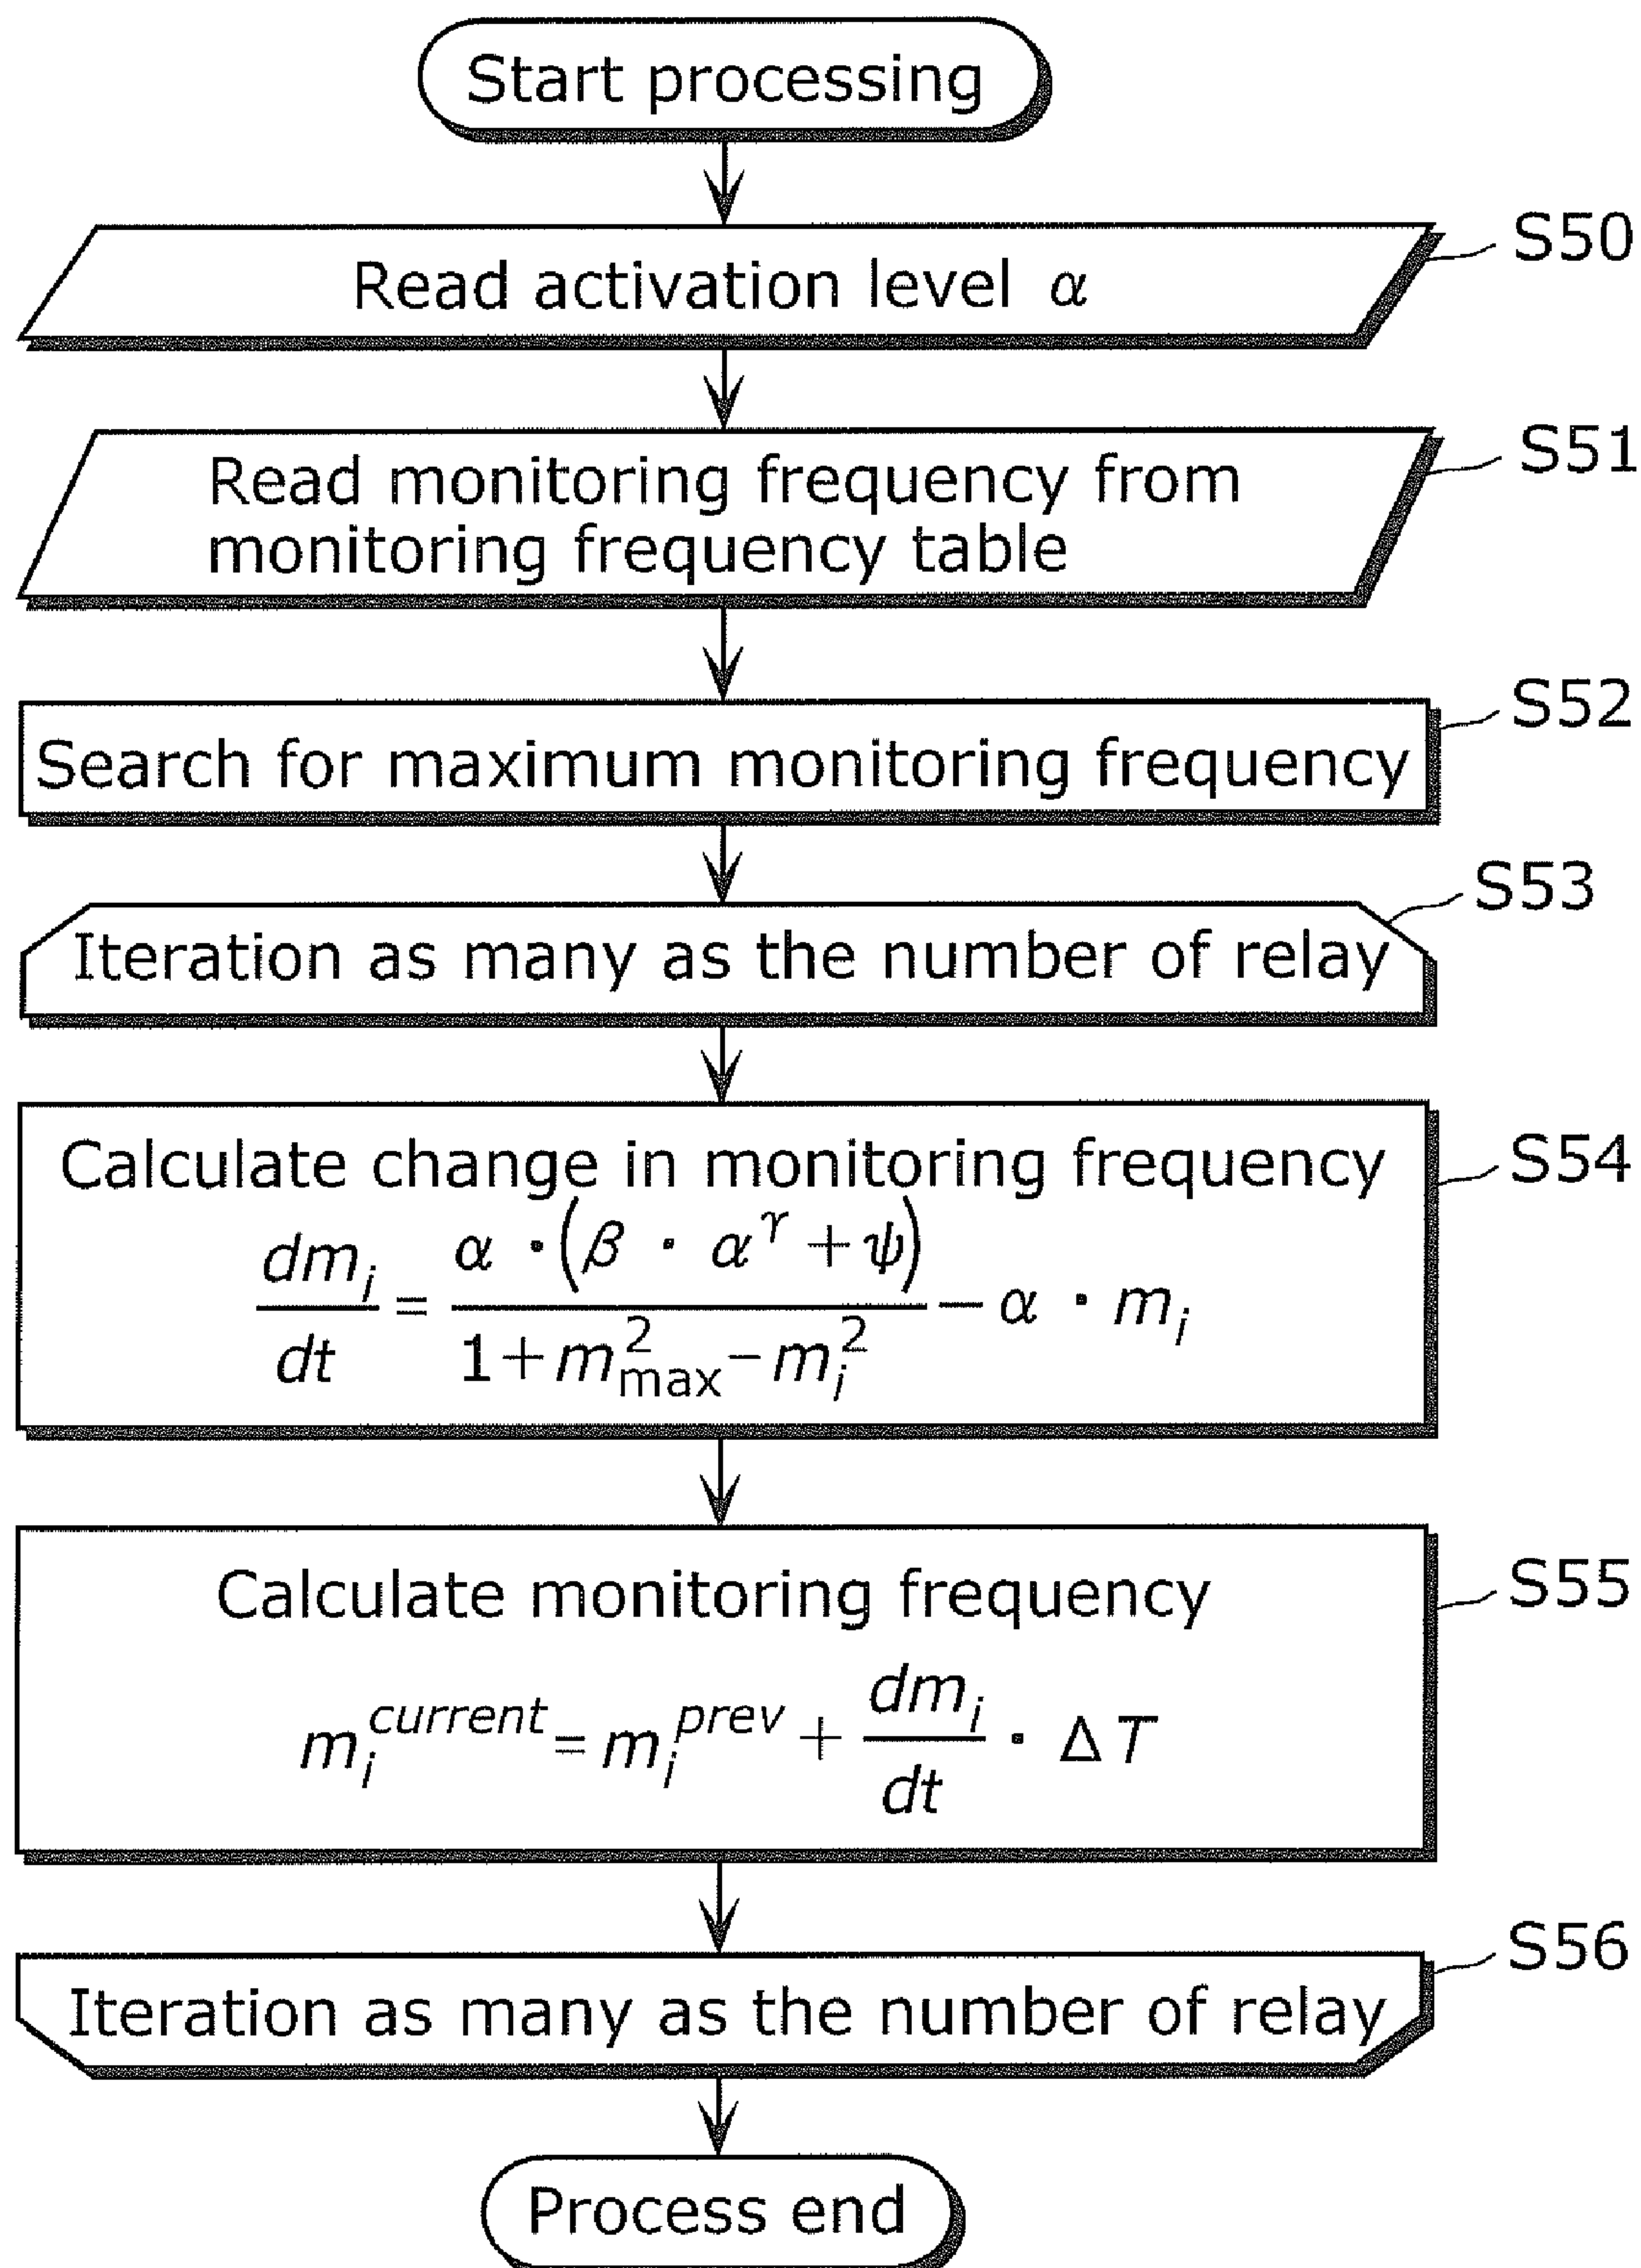 Start processing
S50
Read activation level α
S51
Read monitoring frequency from
monitoring frequency table
S52
Search for maximum monitoring frequency
S53
Iteration as many as the number of relay
S54
Calculate change in monitoring frequency
dm_i/dt = α · (β · α^γ + ψ) / (1 + m_max^2 − m_i^2) − α · m_i
S55
Calculate monitoring frequency
m_i^current = m_i^prev + dm_i/dt · ΔT
S56
Iteration as many as the number of relay
Process end